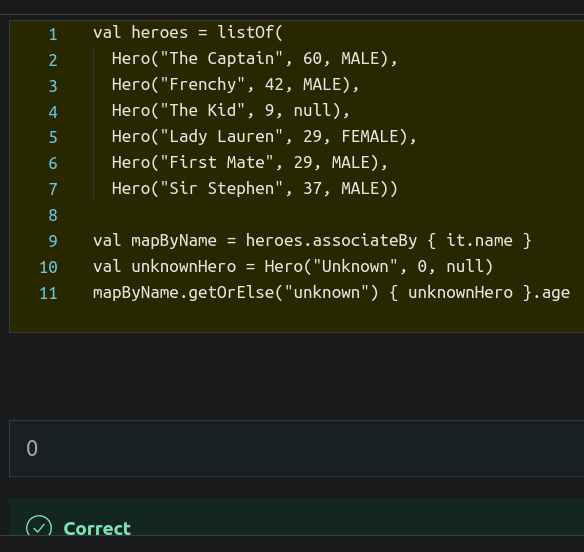 1 val heroes = listOf(
2 Hero("The Captain", 60, MALE),
3 Hero("Frenchy", 42, MALE),
4 Hero("The Kid", 9, null),
5 Hero("Lady Lauren", 29, FEMALE),
6 Hero("First Mate", 29, MALE),
7 Hero("Sir Stephen", 37, MALE))
8
9 val mapByName = heroes.associateBy { it.name }
10 val unknownHero = Hero("Unknown", 0, null)
11 mapByName.getOrElse("unknown") { unknownHero }.age
0
Correct